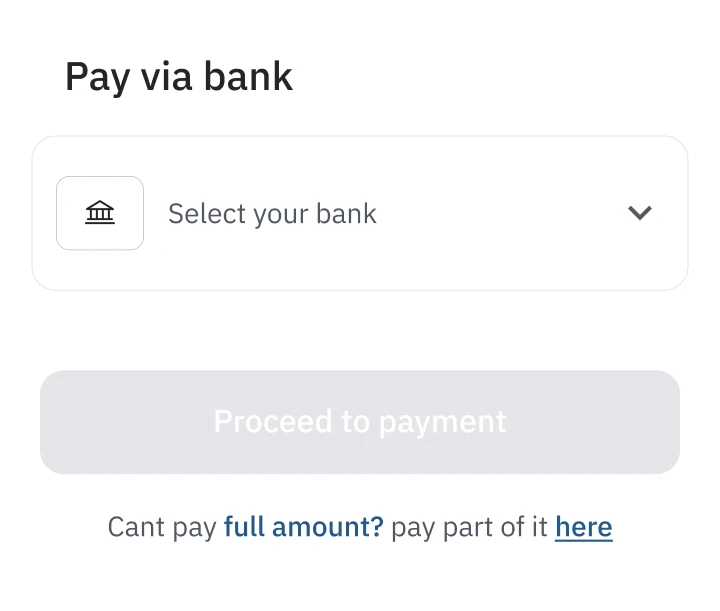 Pay via bank
Select your bank
Proceed to payment
Cant pay full amount? pay part of it here